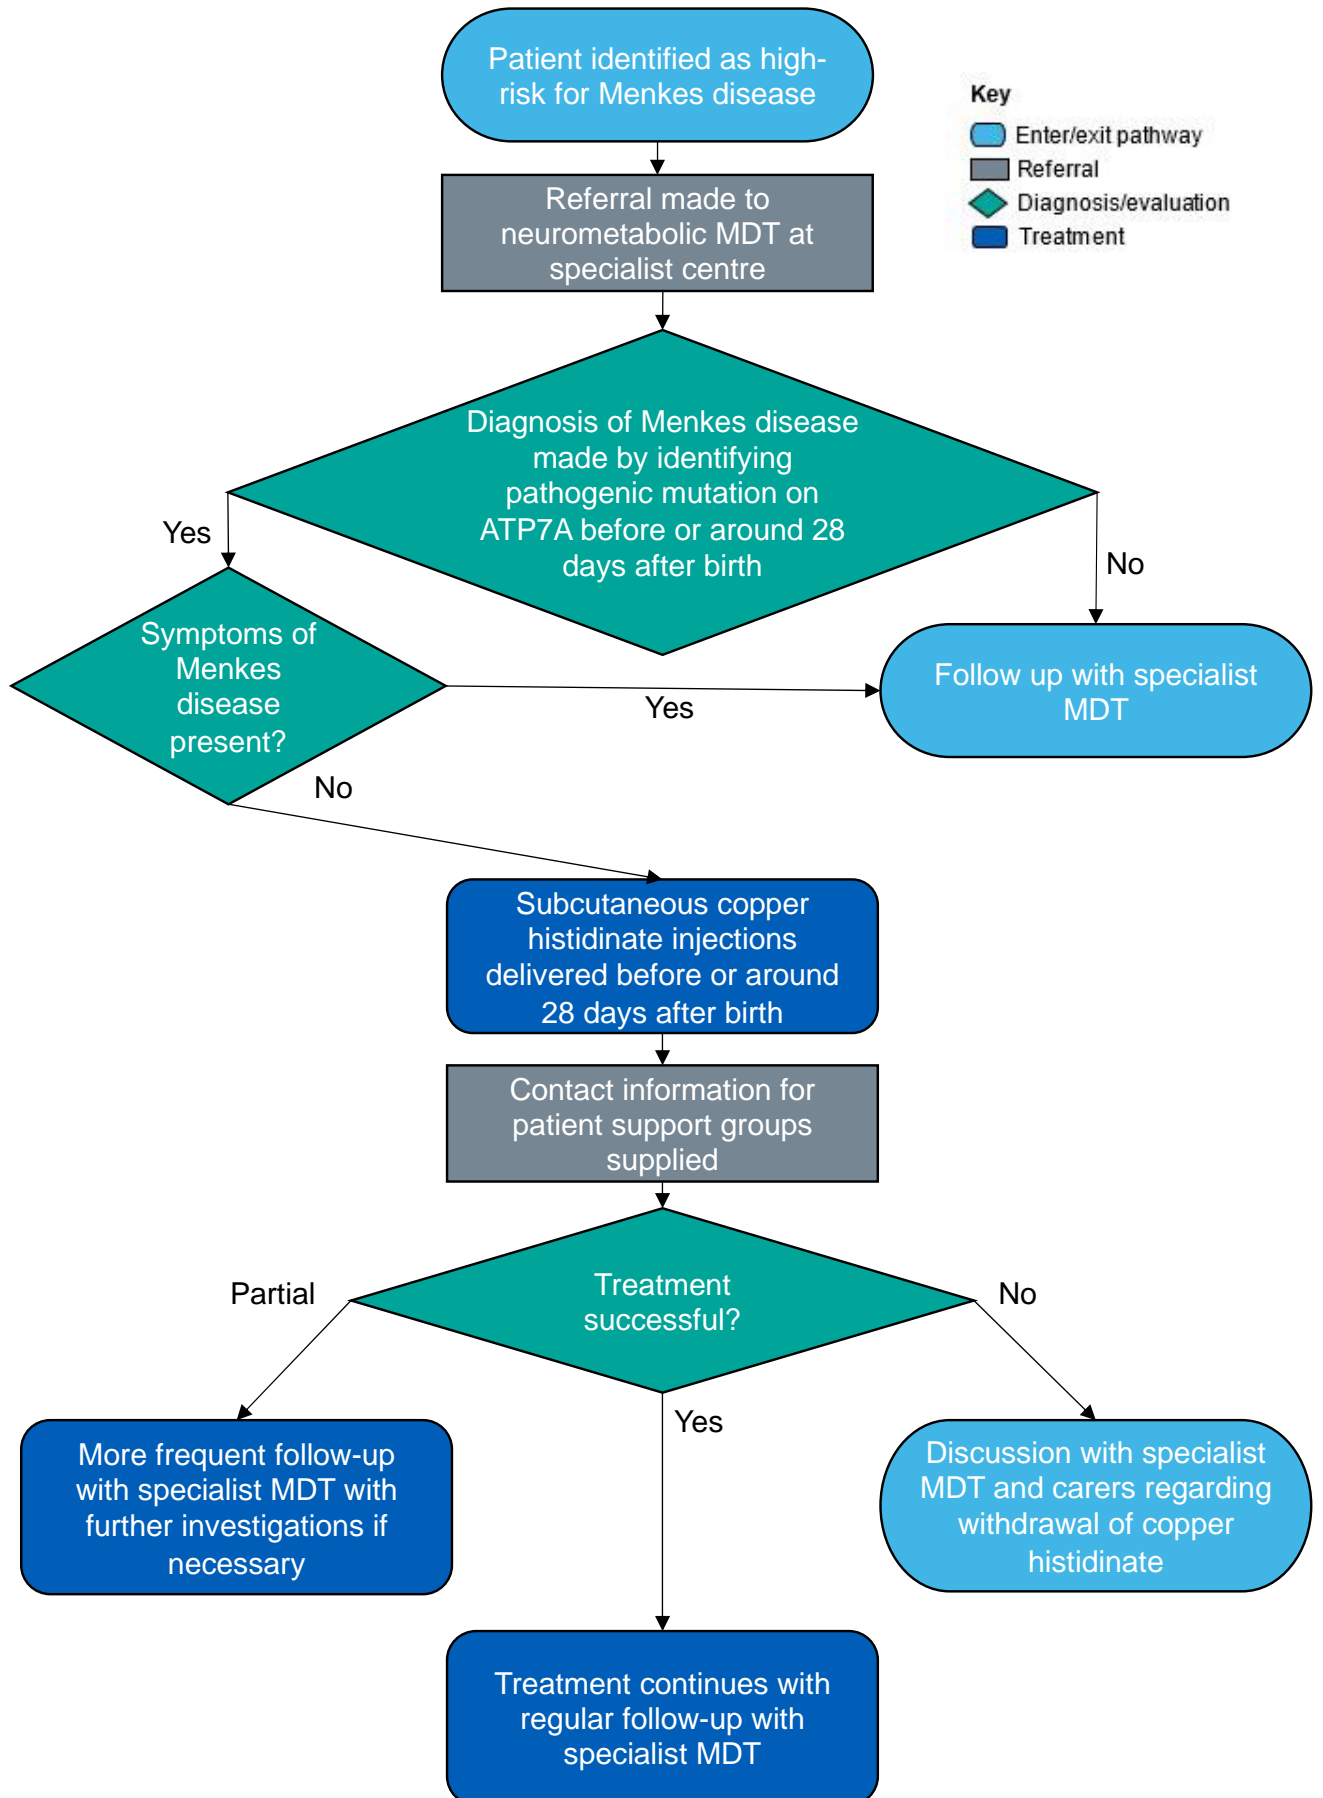 Patient identified as high-
risk for Menkes disease
Key
Enter/exit pathway
Referral
Diagnosis/evaluation
Treatment
Referral made to
neurometabolic MDT at
specialist centre
Diagnosis of Menkes disease
made by identifying
pathogenic mutation on
ATP7A before or around 28
days after birth
Yes
No
Symptoms of
Menkes
disease
present?
Yes
Follow up with specialist
MDT
No
Subcutaneous copper
histidinate injections
delivered before or around
28 days after birth
Contact information for
patient support groups
supplied
Treatment
successful?
Partial
No
Yes
More frequent follow-up
with specialist MDT with
further investigations if
necessary
Discussion with specialist
MDT and carers regarding
withdrawal of copper
histidinate
Treatment continues with
regular follow-up with
specialist MDT